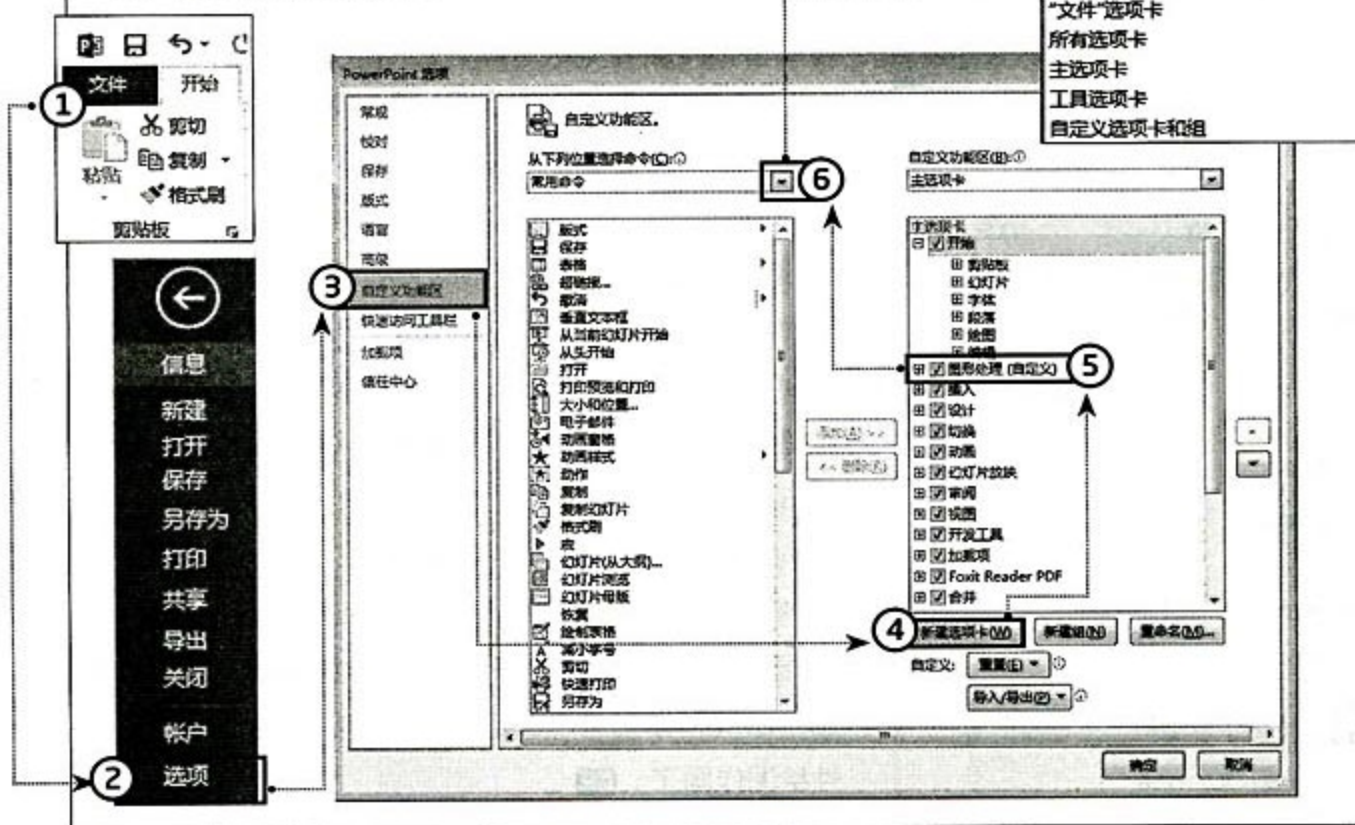 "文件"选项卡
所有选项卡
主选项卡
工具选项卡
自定义选项卡和组
文件 开始
①
剪切
复制
粘贴
格式刷
剪贴板
信息
新建
打开
保存
另存为
打印
共享
导出
关闭
帐户
② 选项
PowerPoint 选项
常规
校对
保存
版式
语言
高级
③ 自定义功能区
快速访问工具栏
加载项
信任中心
自定义功能区。
从下列位置选择命令(C):
常用命令
⑥
版式
保存
表格
超链接...
撤消
垂直文本框
从当前幻灯片开始
从头开始
打开
打印预览和打印
大小和位置...
电子邮件
动画窗格
动画样式
动作
复制
复制幻灯片
格式刷
宏
幻灯片(从大纲)...
幻灯片浏览
幻灯片母版
恢复
绘制表格
减小字号
剪切
快速打印
另存为
添加(A) >>
<< 删除(R)
自定义功能区(B):
主选项卡
主选项卡
开始
剪贴板
幻灯片
字体
段落
绘图
编辑
图形处理 (自定义) ⑤
插入
设计
切换
动画
幻灯片放映
审阅
视图
开发工具
加载项
Foxit Reader PDF
合并
④ 新建选项卡(W) 新建组(N) 重命名(M)...
自定义: 重置(E)
导入/导出(P)
确定 取消